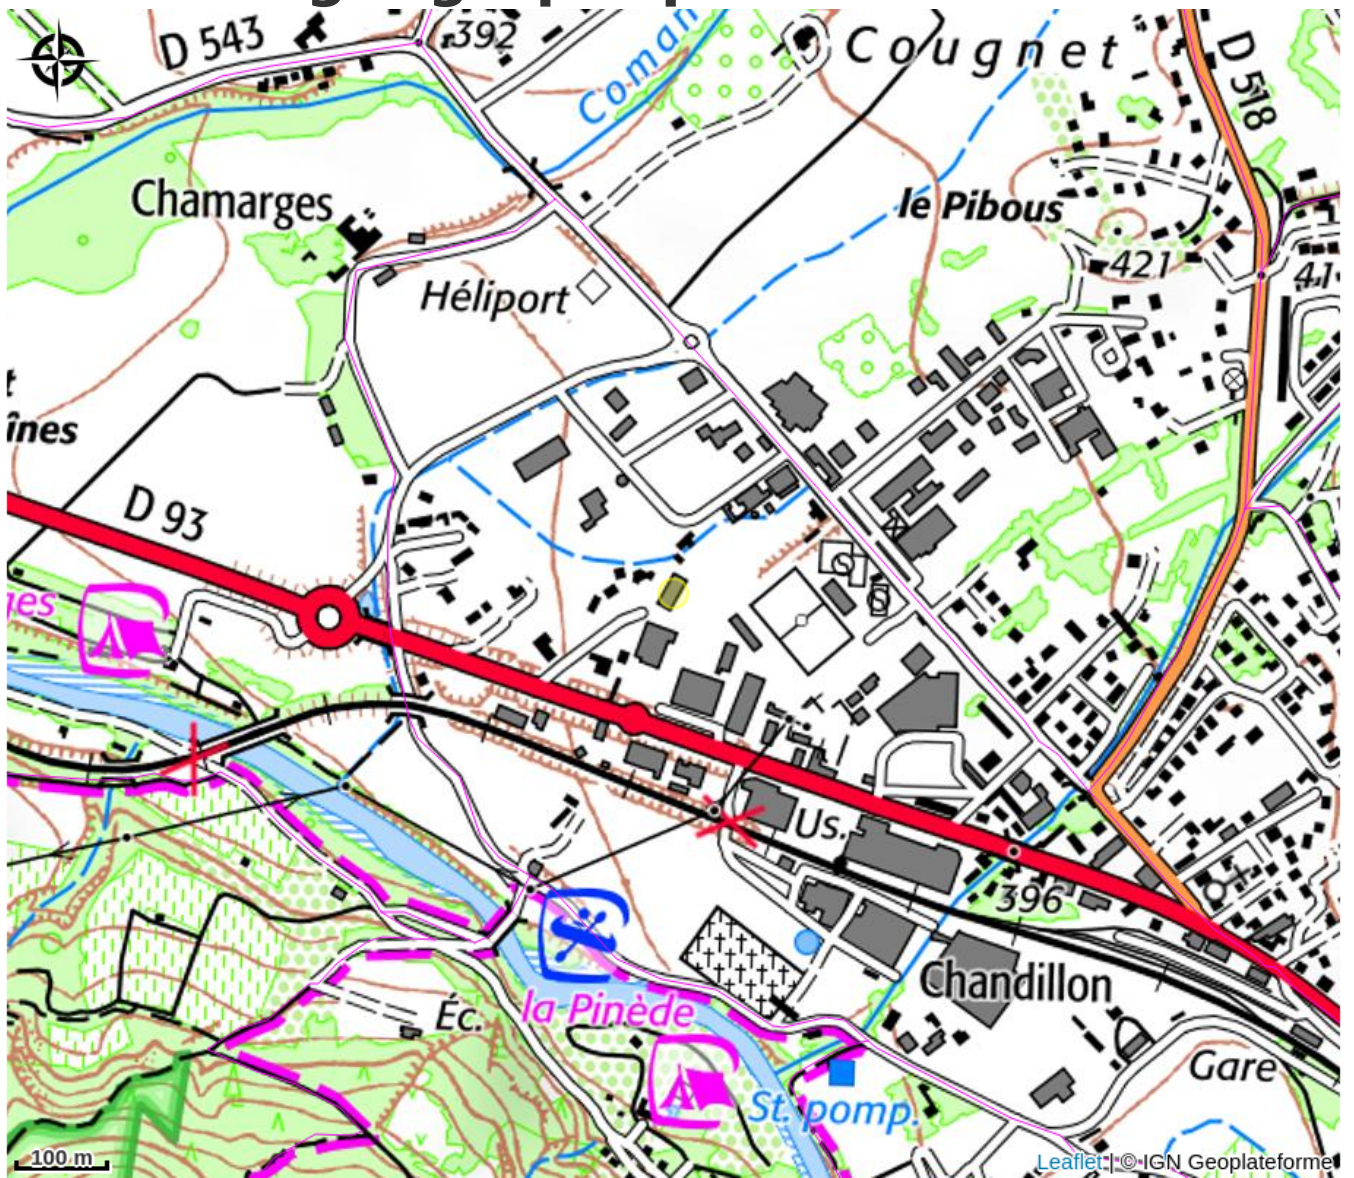 D 543
392
Coman
Cougnet
D 518
Chamarges
le Pibous
421
41
Héliport
înes
D 93
Us.
396
Chandillon
la Pinède
Éc.
Gare
St. pomp.
100 m
Leaflet | © IGN Geoplateforme